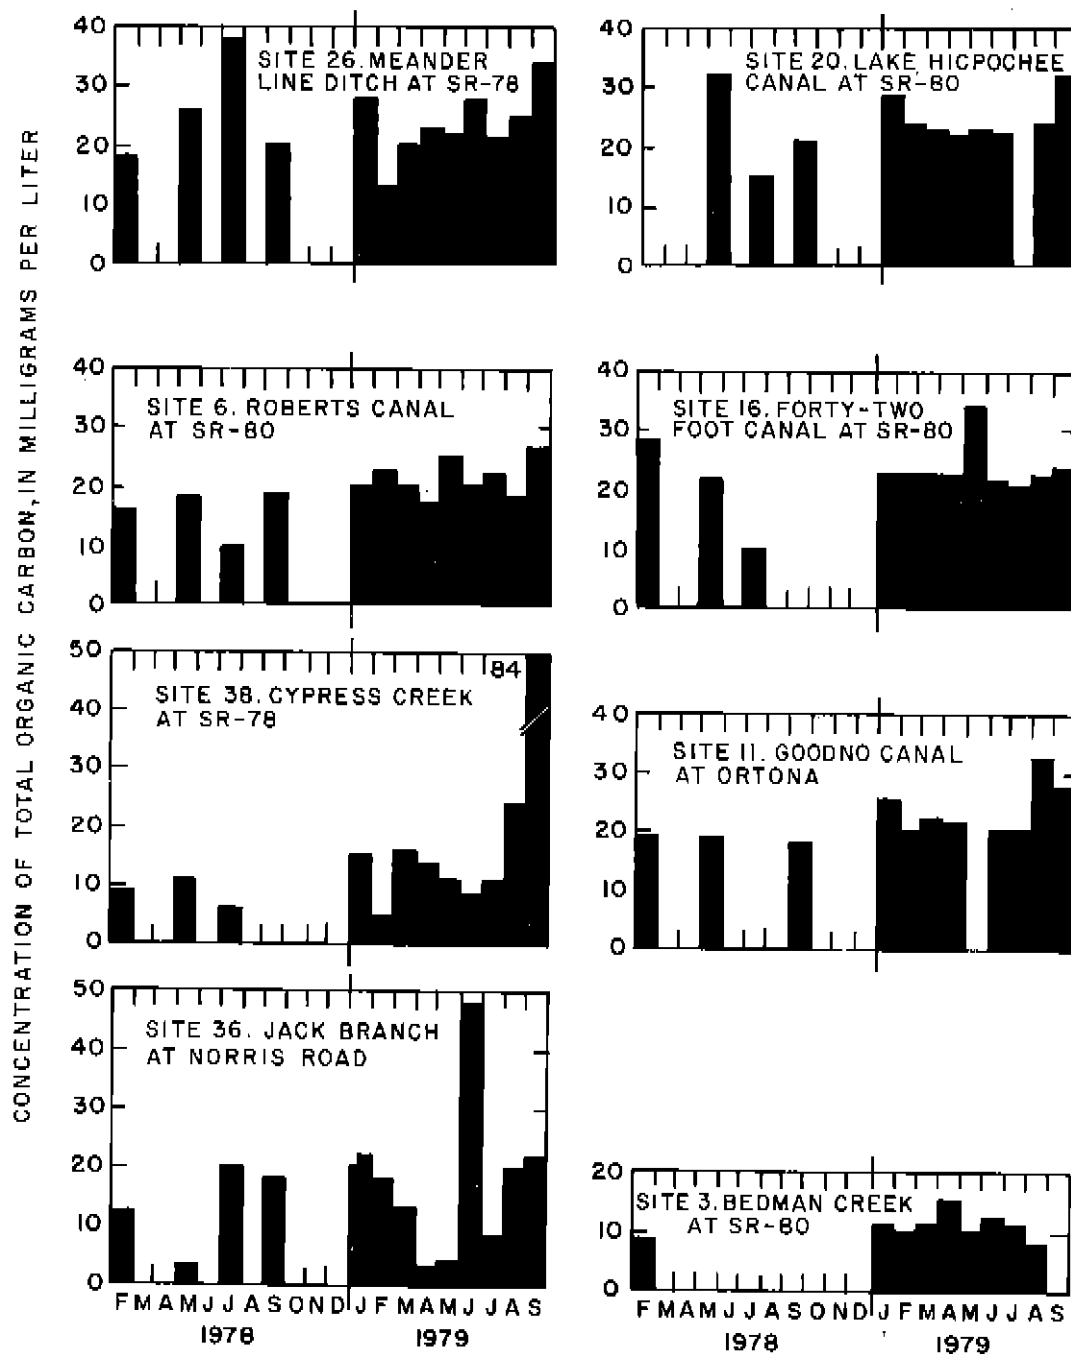 CONCENTRATION OF TOTAL ORGANIC CARBON, IN MILLIGRAMS PER LITER
40
30
20
10
0
SITE 26. MEANDER
LINE DITCH AT SR-78
SITE 20. LAKE HICPOCHEE
CANAL AT SR-80
40
30
20
10
0
40
30
20
10
0
SITE 6. ROBERTS CANAL
AT SR-80
40
30
20
10
0
SITE 16. FORTY-TWO
FOOT CANAL AT SR-80
50
40
30
20
10
0
84
SITE 38. CYPRESS CREEK
AT SR-78
40
30
20
10
0
SITE 11. GOODNO CANAL
AT ORTONA
50
40
30
20
10
0
SITE 36. JACK BRANCH
AT NORRIS ROAD
F M A M J J A S O N D J F M A M J J A S
1978 1979
20
10
0
SITE 3. BEDMAN CREEK
AT SR-80
F M A M J J A S O N D J F M A M J J A S
1978 1979